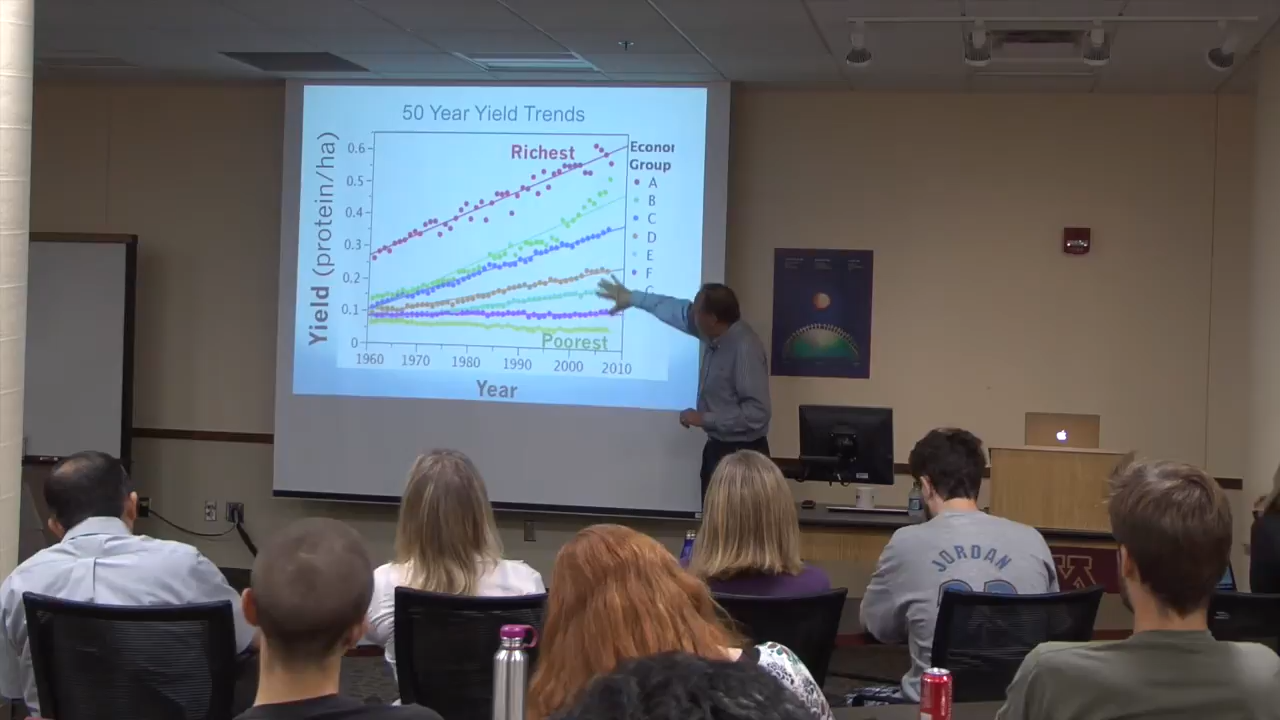 50 Year Yield Trends
Yield (protein/ha)
0.6
0.5
0.4
0.3
0.2
0.1
0
1960
1970
1980
1990
2000
2010
Year
Richest
Poorest
Econor
Group
A
B
C
D
E
F
JORDAN
M